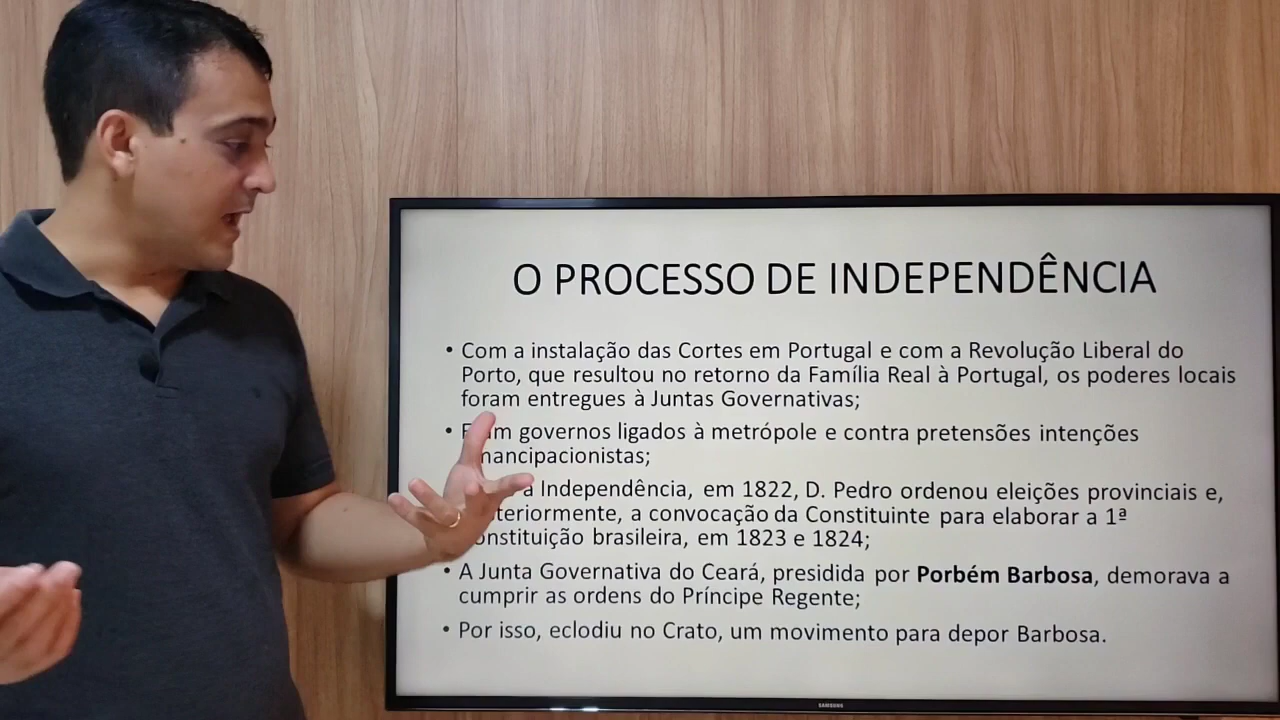 O PROCESSO DE INDEPENDÊNCIA
• Com a instalação das Cortes em Portugal e com a Revolução Liberal do
Porto, que resultou no retorno da Família Real à Portugal, os poderes locais
foram entregues à Juntas Governativas;
• governos ligados à metrópole e contra pretensões intenções
mancipacionistas;
a Independência, em 1822, D. Pedro ordenou eleições provinciais e,
teriormente, a convocação da Constituinte para elaborar a 1ª
onstituição brasileira, em 1823 e 1824;
• A Junta Governativa do Ceará, presidida por Porbém Barbosa, demorava a
cumprir as ordens do Príncipe Regente;
• Por isso, eclodiu no Crato, um movimento para depor Barbosa.
SAMSUNG